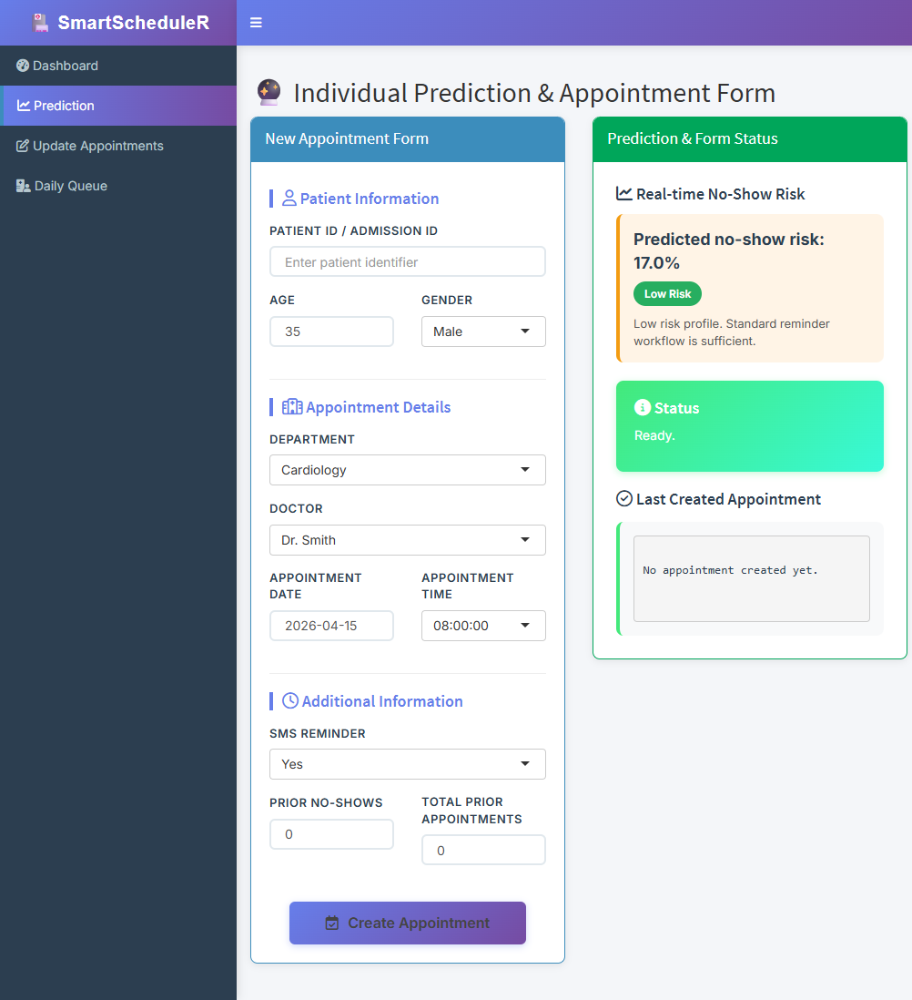 SmartScheduleR
Dashboard
Prediction
Update Appointments
Daily Queue
Individual Prediction & Appointment Form
New Appointment Form
Patient Information
PATIENT ID / ADMISSION ID
Enter patient identifier
AGE
GENDER
35
Male
Appointment Details
DEPARTMENT
Cardiology
DOCTOR
Dr. Smith
APPOINTMENT
DATE
APPOINTMENT
TIME
2026-04-15
08:00:00
Additional Information
SMS REMINDER
Yes
PRIOR NO-SHOWS
TOTAL PRIOR
APPOINTMENTS
0
0
Create Appointment
Prediction & Form Status
Real-time No-Show Risk
Predicted no-show risk:
17.0%
Low Risk
Low risk profile. Standard reminder
workflow is sufficient.
Status
Ready.
Last Created Appointment
No appointment created yet.